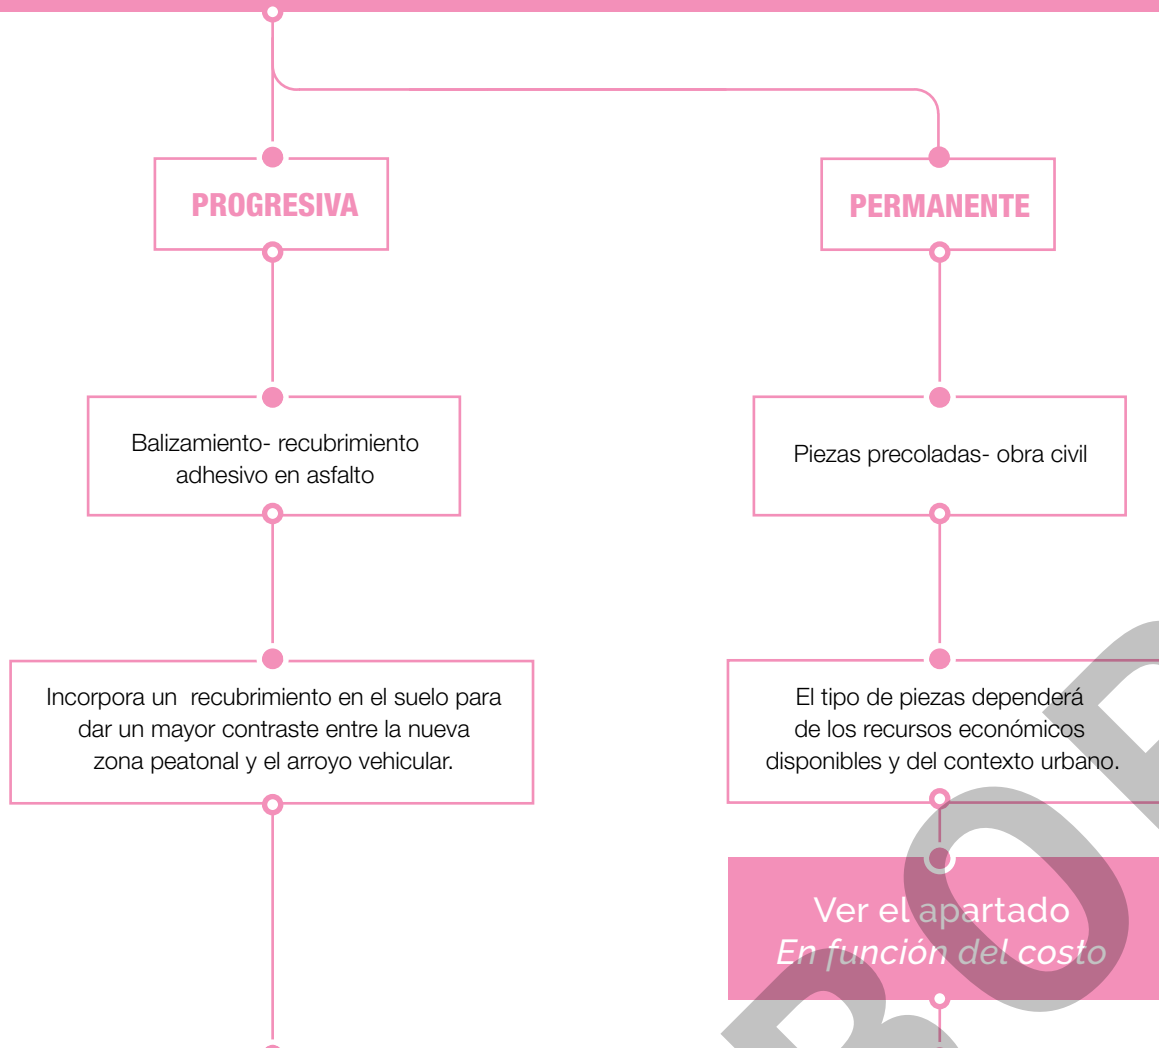 PROGRESIVA
Balizamiento- recubrimiento
adhesivo en asfalto
Incorpora un  recubrimiento en el suelo para
dar un mayor contraste entre la nueva
zona peatonal y el arroyo vehicular.
PERMANENTE
Piezas precoladas- obra civil
El tipo de piezas dependerá
de los recursos económicos
disponibles y del contexto urbano.
Ver el apartado
En función del costo